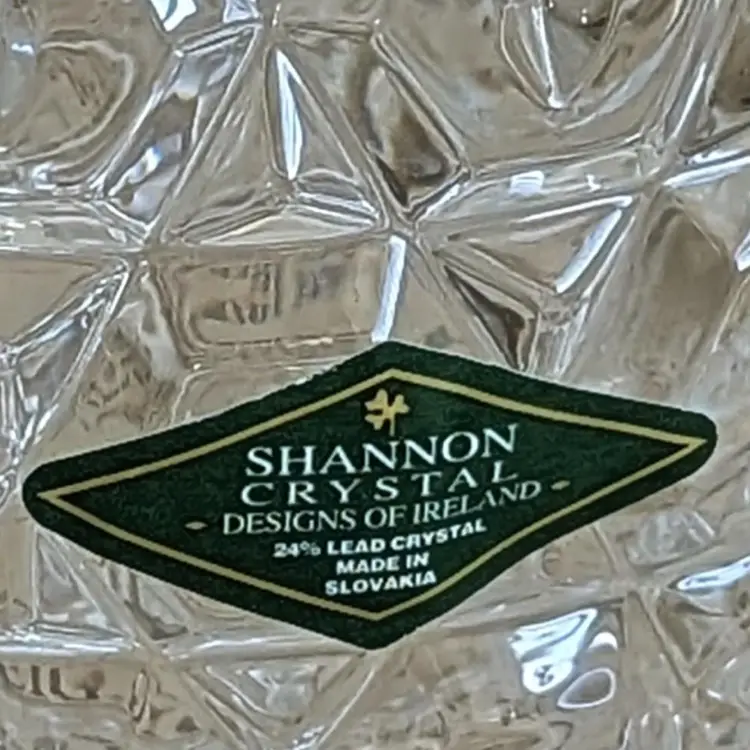 SHANNON
CRYSTAL
DESIGNS OF IRELAND
24% LEAD CRYSTAL
MADE IN
SLOVAKIA